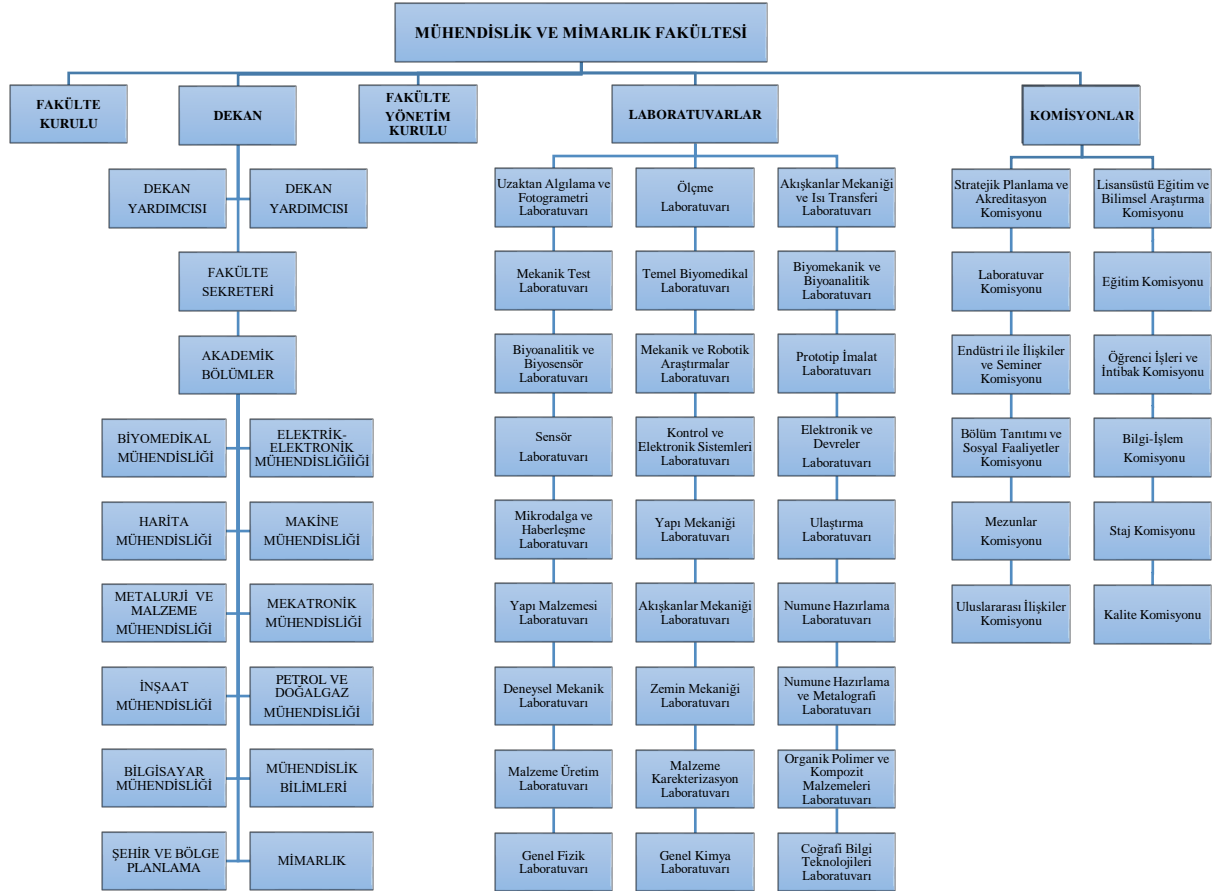 MÜHENDİSLİK VE MİMARLIK FAKÜLTESİ
FAKÜLTE
KURULU
DEKAN
FAKÜLTE
YÖNETİM
KURULU
LABORATUVARLAR
KOMİSYONLAR
DEKAN
YARDIMCISI
DEKAN
YARDIMCISI
FAKÜLTE
SEKRETERİ
AKADEMİK
BÖLÜMLER
BİYOMEDİKAL
MÜHENDİSLİĞİ
ELEKTRİK-
ELEKTRONİK
MÜHENDİSLİĞİİĞİ
HARİTA
MÜHENDİSLİĞİ
MAKİNE
MÜHENDİSLİĞİ
METALURJİ VE
MALZEME
MÜHENDİSLİĞİ
MEKATRONİK
MÜHENDİSLİĞİ
İNŞAAT
MÜHENDİSLİĞİ
PETROL VE
DOĞALGAZ
MÜHENDİSLİĞİ
BİLGİSAYAR
MÜHENDİSLİĞİ
MÜHENDİSLİK
BİLİMLERİ
ŞEHİR VE BÖLGE
PLANLAMA
MİMARLIK
Uzaktan Algılama ve
Fotogrametri
Laboratuvarı
Ölçme
Laboratuvarı
Akışkanlar Mekaniği
ve Isı Transferi
Laboratuvarı
Mekanik Test
Laboratuvarı
Temel Biyomedikal
Laboratuvarı
Biyomekanik ve
Biyoanalitik
Laboratuvarı
Biyoanalitik ve
Biyosensör
Laboratuvarı
Mekanik ve Robotik
Araştırmalar
Laboratuvarı
Prototip İmalat
Laboratuvarı
Sensör
Laboratuvarı
Kontrol ve
Elektronik Sistemleri
Laboratuvarı
Elektronik ve
Devreler
Laboratuvarı
Mikrodalga ve
Haberleşme
Laboratuvarı
Yapı Mekaniği
Laboratuvarı
Ulaştırma
Laboratuvarı
Yapı Malzemesi
Laboratuvarı
Akışkanlar Mekaniği
Laboratuvarı
Numune Hazırlama
Laboratuvarı
Deneysel Mekanik
Laboratuvarı
Zemin Mekaniği
Laboratuvarı
Numune Hazırlama
ve Metalografi
Laboratuvarı
Malzeme Üretim
Laboratuvarı
Malzeme
Karekterizasyon
Laboratuvarı
Organik Polimer ve
Kompozit
Malzemeleri
Laboratuvarı
Genel Fizik
Laboratuvarı
Genel Kimya
Laboratuvarı
Coğrafi Bilgi
Teknolojileri
Laboratuvarı
Stratejik Planlama ve
Akreditasyon
Komisyonu
Lisansüstü Eğitim ve
Bilimsel Araştırma
Komisyonu
Laboratuvar
Komisyonu
Eğitim Komisyonu
Endüstri ile İlişkiler
ve Seminer
Komisyonu
Öğrenci İşleri ve
İntibak Komisyonu
Bölüm Tanıtımı ve
Sosyal Faaliyetler
Komisyonu
Bilgi-İşlem
Komisyonu
Mezunlar
Komisyonu
Staj Komisyonu
Uluslararası İlişkiler
Komisyonu
Kalite Komisyonu